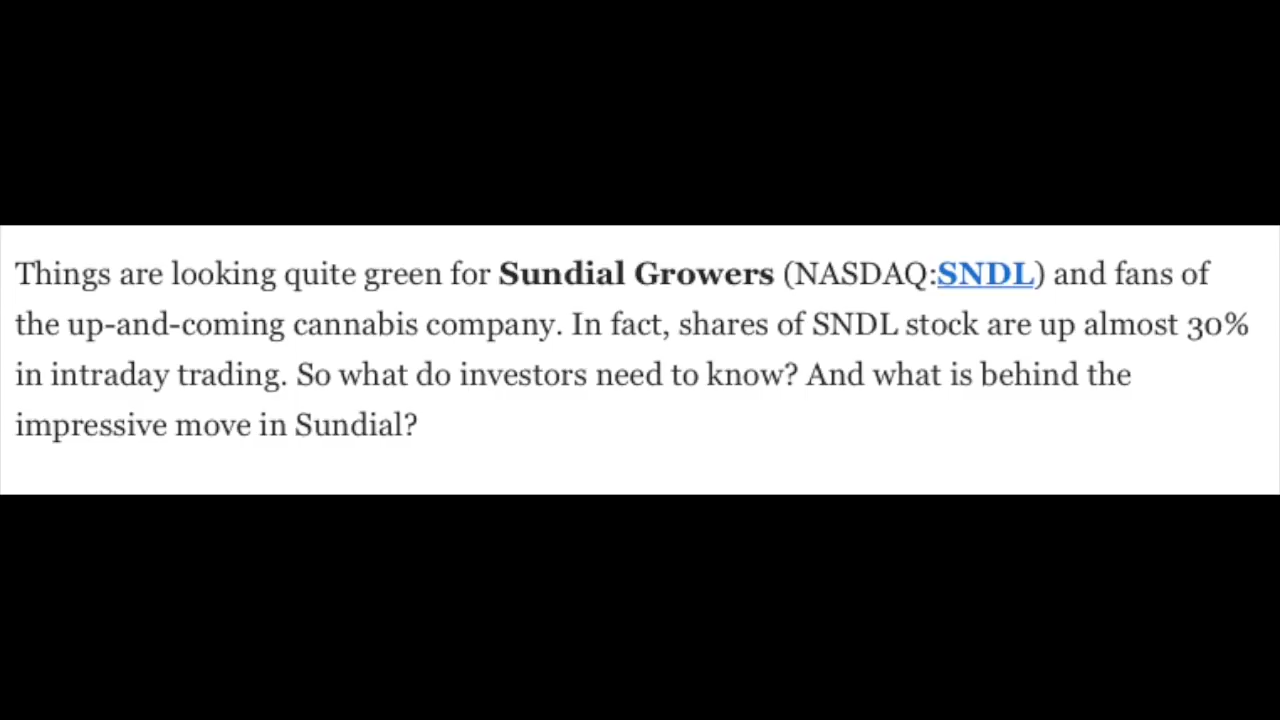 Things are looking quite green for Sundial Growers (NASDAQ:SNDL) and fans of
the up-and-coming cannabis company. In fact, shares of SNDL stock are up almost 30%
in intraday trading. So what do investors need to know? And what is behind the
impressive move in Sundial?